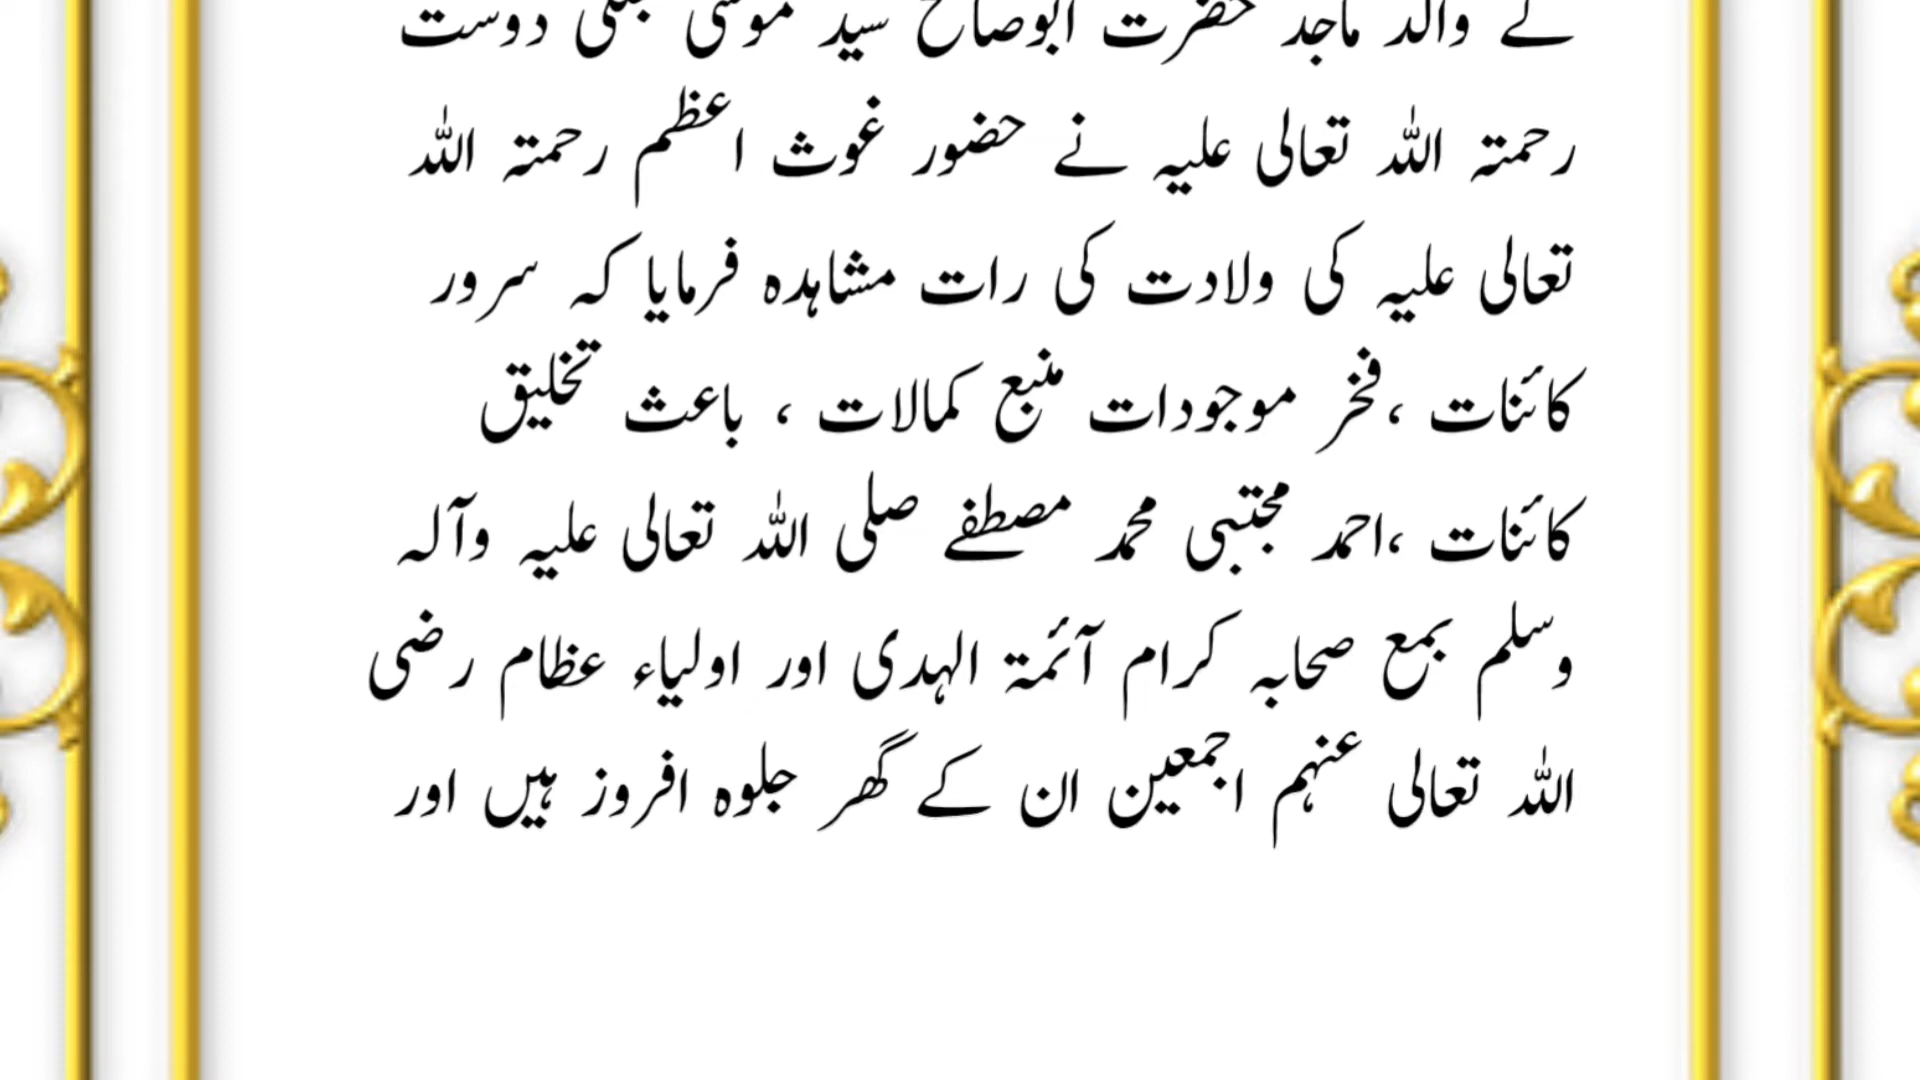 کے والد ماجد حضرت ابوصالح سید موسی جنگی دوست
رحمتہ اللہ تعالی علیہ نے حضور غوث اعظم رحمتہ اللہ
تعالی علیہ کی ولادت کی رات مشاہدہ فرمایا کہ سرور
کائنات ،فخر موجودات منبع کمالات ، باعث تخلیق
کائنات ،احمد مجتبی محمد مصطفے صلی اللہ تعالی علیہ وآلہ
وسلم بمع صحابہ کرام آئمۃ الہدی اور اولیاء عظام رضی
اللہ تعالی عنہم اجمعین ان کے گھر جلوہ افروز ہیں اور